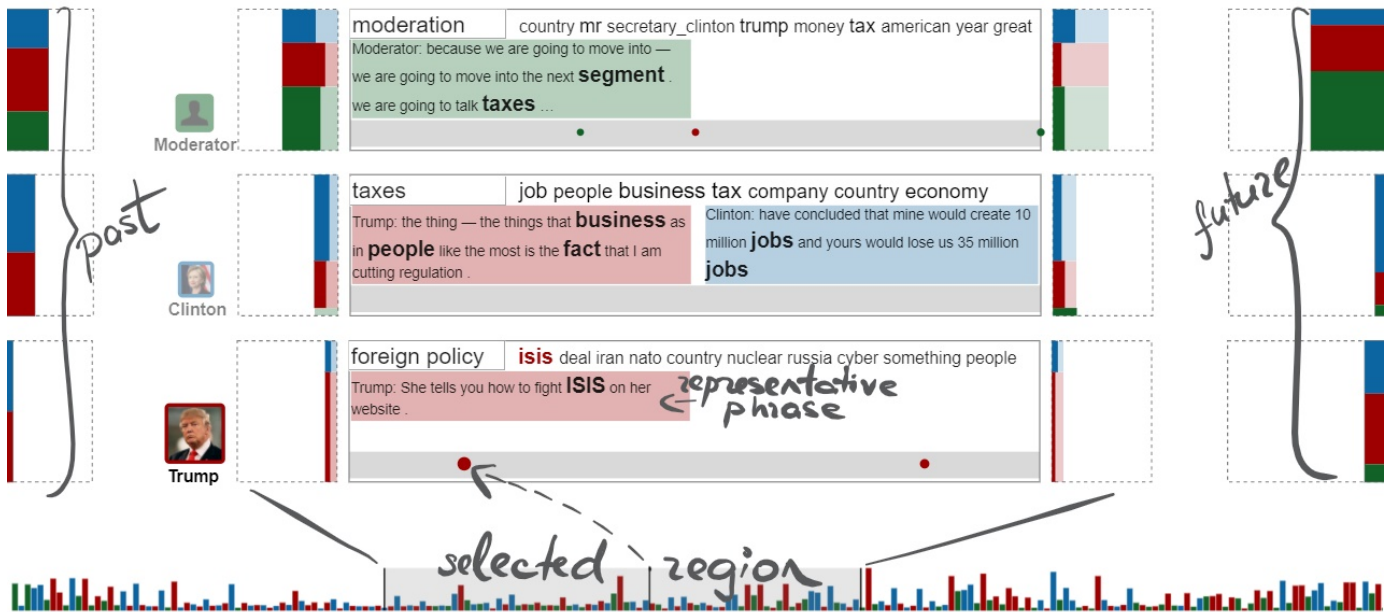 moderation
country mr secretary_clinton trump money tax american year great
Moderator: because we are going to move into —
we are going to move into the next segment .
we are going to talk taxes ...
Moderator
taxes
job people business tax company country economy
Trump: the thing — the things that business as
in people like the most is the fact that I am
cutting regulation .
Clinton: have concluded that mine would create 10
million jobs and yours would lose us 35 million
jobs
Clinton
past
future
foreign policy
isis deal iran nato country nuclear russia cyber something people
Trump: She tells you how to fight ISIS on her
website .
representative
phrase
Trump
selected region